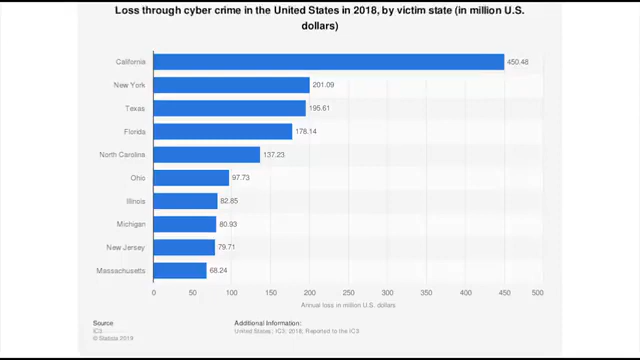 Loss through cyber crime in the United States in 2018, by victim state (in million U.S.
dollars)
California 450.48
New York 201.09
Texas 195.61
Florida 178.14
North Carolina 137.23
Ohio 97.73
Illinois 82.85
Michigan 80.93
New Jersey 79.71
Massachusetts 68.24
0 50 100 150 200 250 300 350 400 450 500
Annual loss in million U.S. dollars
Source Additional Information:
IC3 United States; IC3; 2018; Reported to the IC3
© Statista 2019